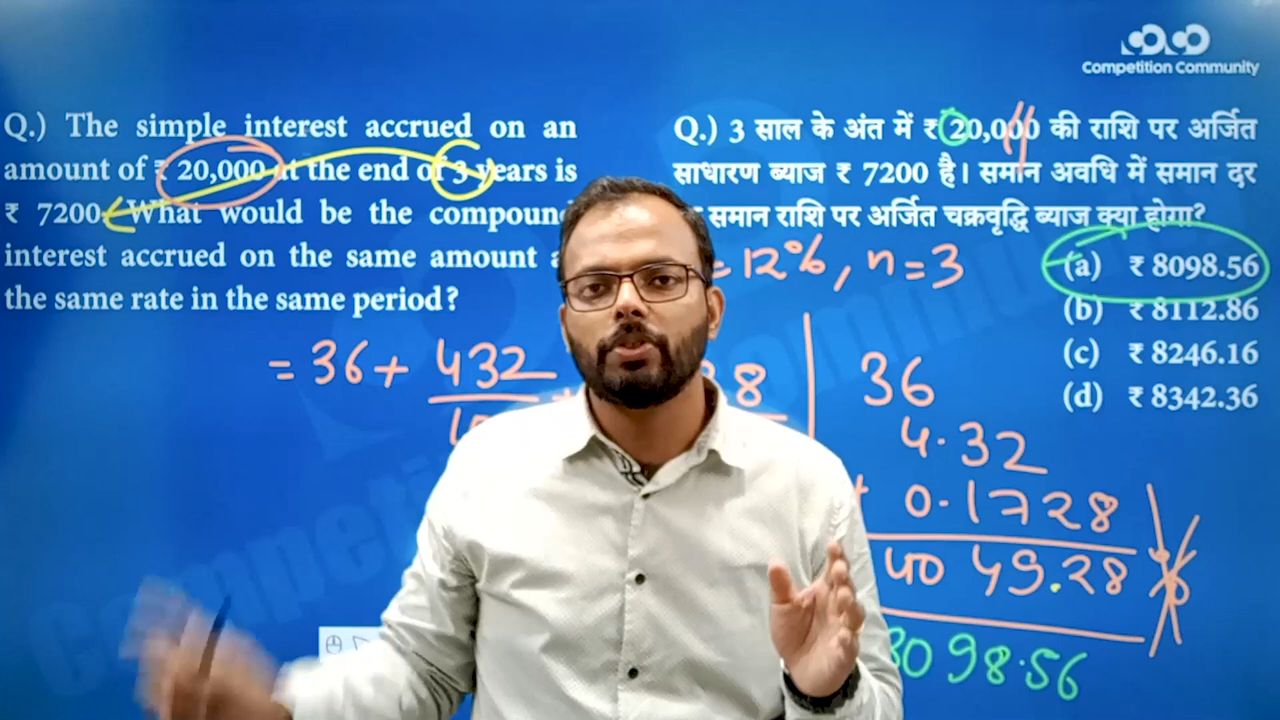 Competition Community
Q.) The simple interest accrued on an
amount of ₹ 20,000 at the end of 3 years is
₹ 7200. What would be the compound
interest accrued on the same amount
the same rate in the same period?
Q.) 3 साल के अंत में ₹ 20,000 की राशि पर अर्जित
साधारण ब्याज ₹ 7200 है। समान अवधि में समान दर
समान राशि पर अर्जित चक्रवृद्धि ब्याज क्या होगा?
(a) ₹ 8098.56
(b) ₹ 8112.86
(c) ₹ 8246.16
(d) ₹ 8342.36
= 12%, n = 3
= 36 + 432
36
4.32
+ 0.1728
40 49.28
8098.56